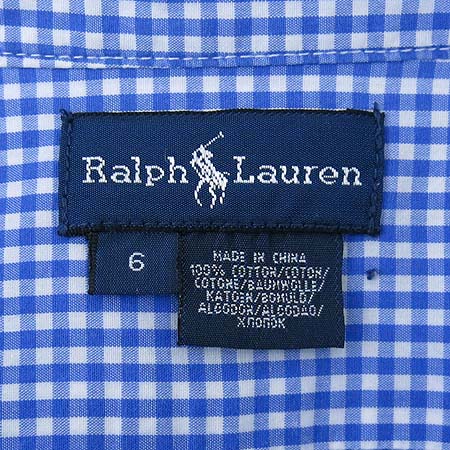 Ralph Lauren
6
MADE IN CHINA
100% COTTON/COTON/
COTONE/BAUMWOLLE/
KATOEN/BOMULD/
ALGODON/ALGODAO/
ХЛОПОК